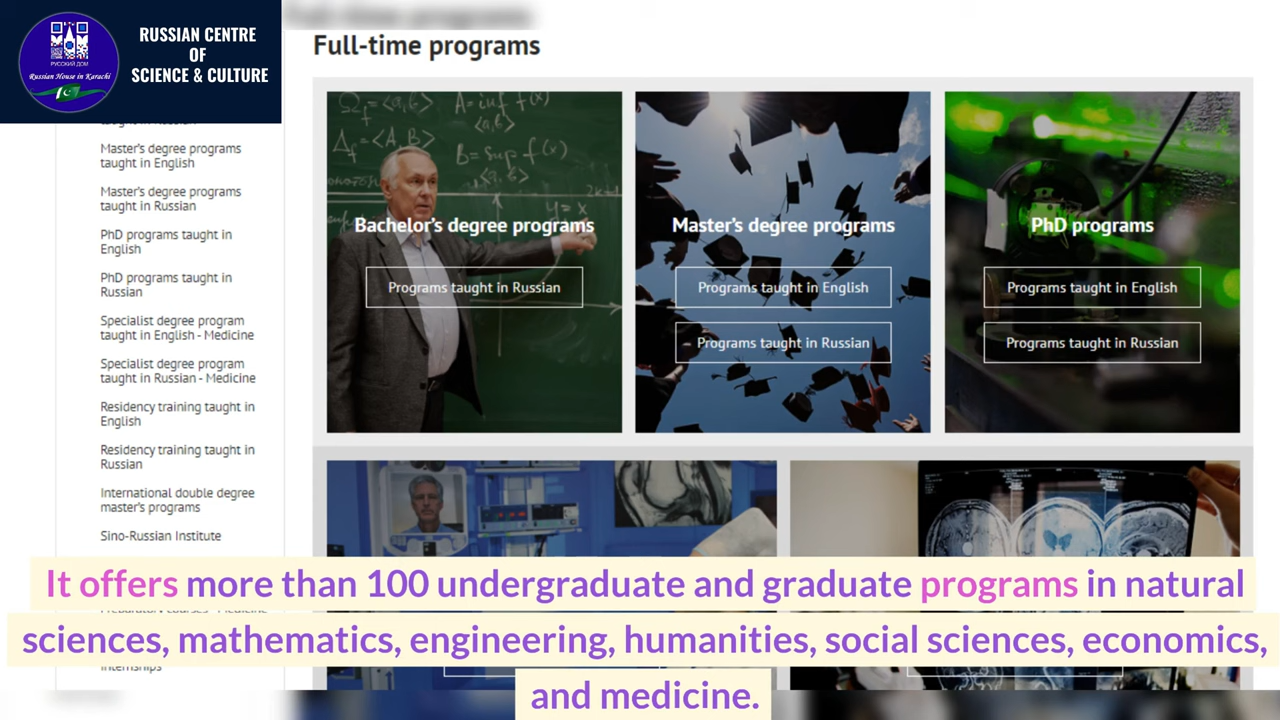 РУССКИЙ ДОМ
Russian House in Karachi
RUSSIAN CENTRE
OF
SCIENCE & CULTURE
Full-time programs
Master's degree programs
taught in English
Master's degree programs
taught in Russian
PhD programs taught in
English
PhD programs taught in
Russian
Specialist degree program
taught in English - Medicine
Specialist degree program
taught in Russian - Medicine
Residency training taught in
English
Residency training taught in
Russian
International double degree
master's programs
Sino-Russian Institute
Internships
Bachelor's degree programs
Programs taught in Russian
Master's degree programs
Programs taught in English
Programs taught in Russian
PhD programs
Programs taught in English
Programs taught in Russian
It offers more than 100 undergraduate and graduate programs in natural
sciences, mathematics, engineering, humanities, social sciences, economics,
and medicine.